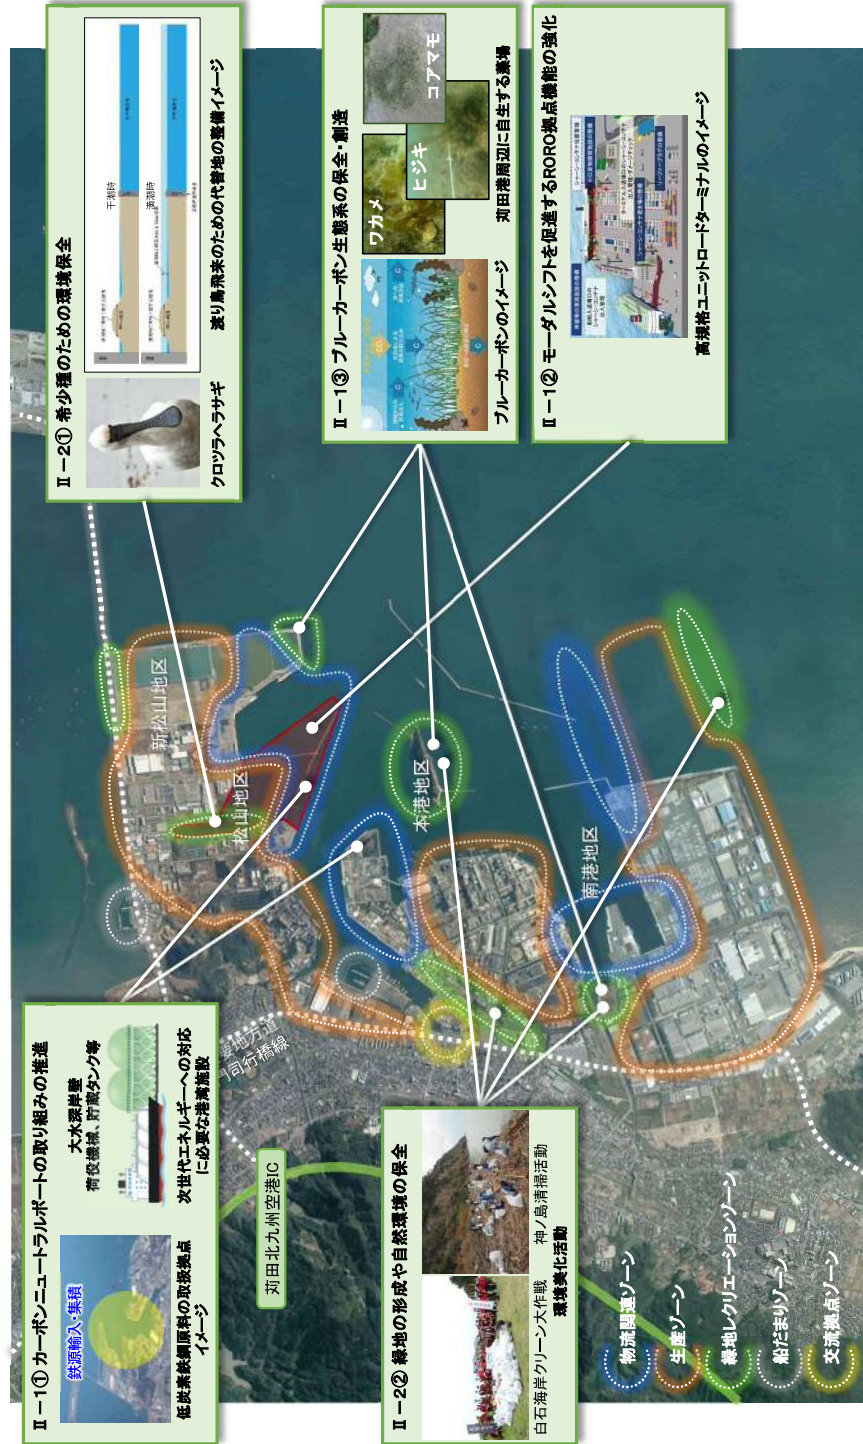 Ⅱ－1① カーボンニュートラルポートの取り組みの推進
鉄源輸入・集積
低炭素鉄鋼原料の取扱拠点
イメージ
大水深岸壁
荷役機械、貯蔵タンク等
次世代エネルギーへの対応
に必要な港湾施設
Ⅱ－2① 希少種のための環境保全
クロツラヘラサギ
干潮時
満潮時
渡り鳥飛来のための代替地の整備イメージ
Ⅱ－1③ ブルーカーボン生態系の保全・創造
ブルーカーボンのイメージ
ワカメ
ヒジキ
コアマモ
苅田港周辺に自生する藻場
Ⅱ－1② モーダルシフトを促進するRORO拠点機能の強化
高規格ユニットロードターミナルのイメージ
Ⅱ－2② 緑地の形成や自然環境の保全
白石海岸クリーン大作戦
神ノ島清掃活動
環境美化活動
新松山地区
松山地区
本港地区
南港地区
要地方道
門司行橋線
苅田北九州空港IC
物流関連ゾーン
生産ゾーン
緑地レクリエーションゾーン
船だまりゾーン
交流拠点ゾーン